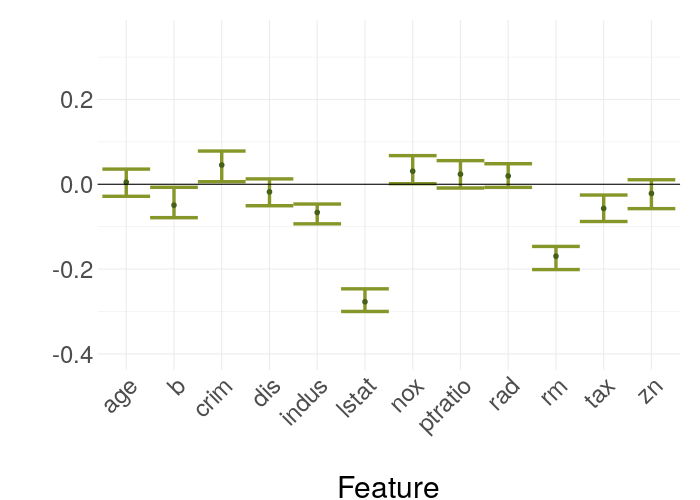 0.2
0.0
-0.2
-0.4
age b crim dis indus lstat nox ptratio rad rm tax zn
Feature